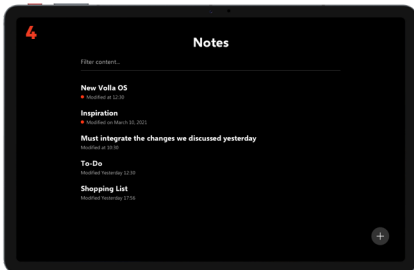 4
Notes
Filter content...
New Volla OS
Modified at 12:30
Inspiration
Modified on March 10, 2021
Must integrate the changes we discussed yesterday
Modified at 10:30
To-Do
Modified Yesterday 12:30
Shopping List
Modified Yesterday 17:56
+